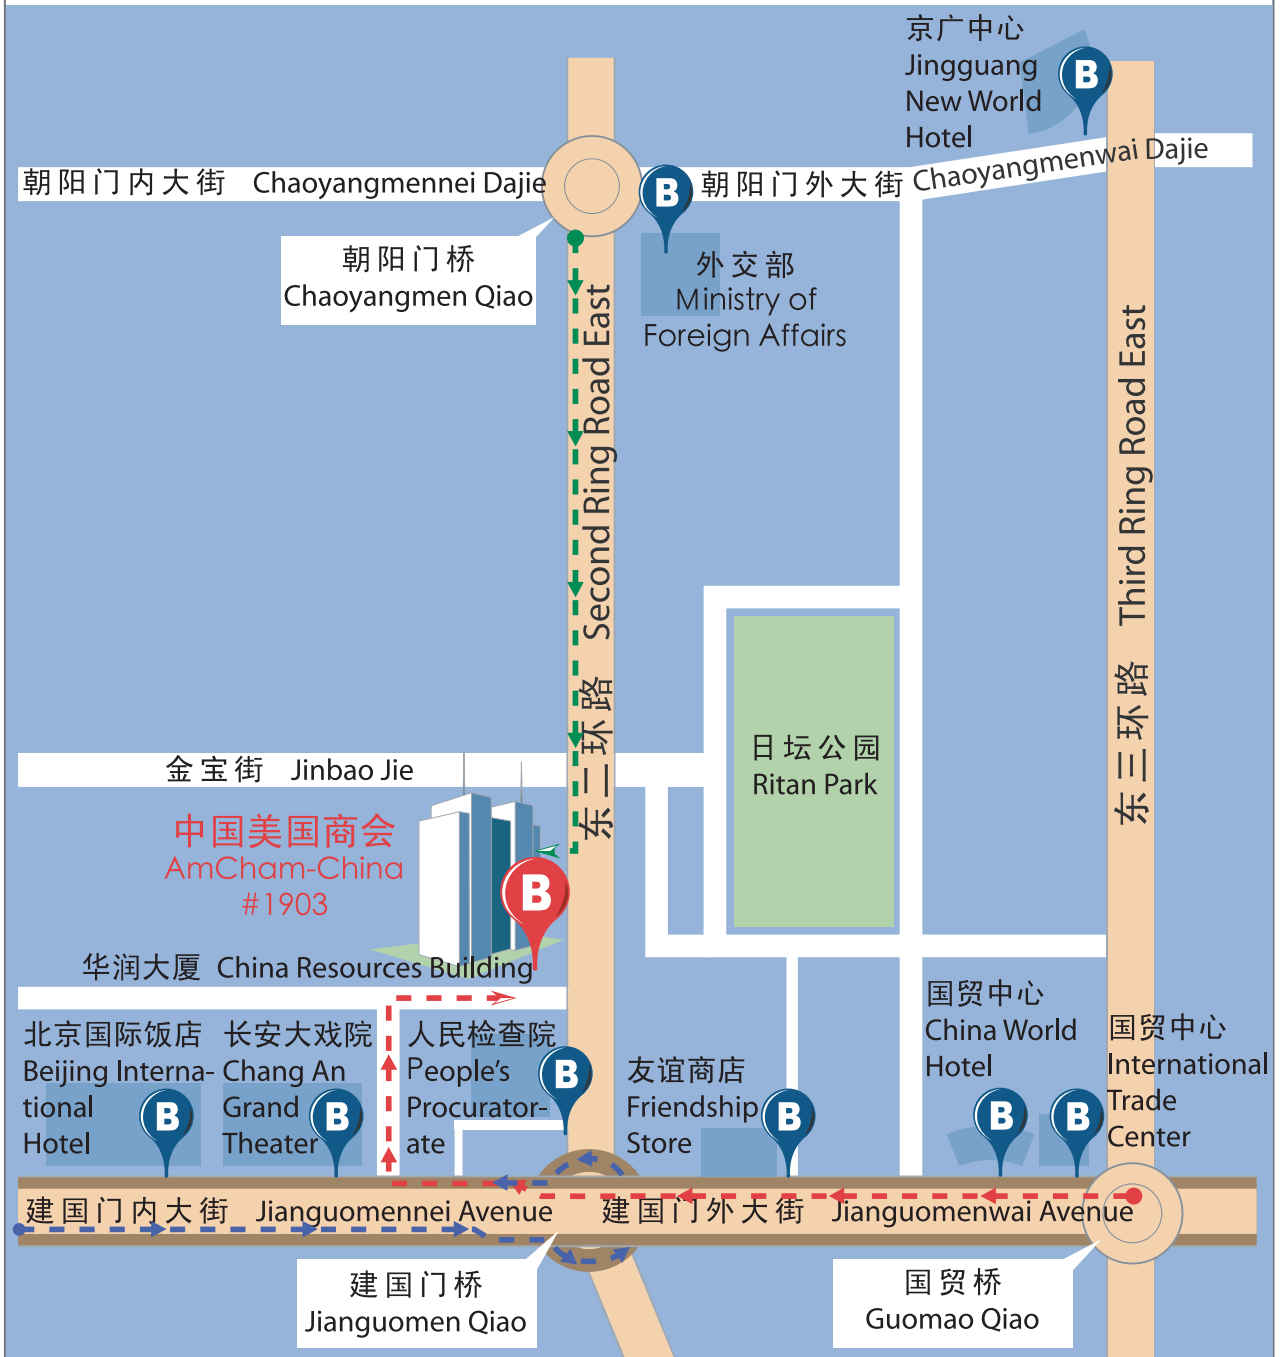 京广中心
Jingguang
New World
Hotel
B
朝阳门内大街 Chaoyangmennei Dajie
B
朝阳门外大街 Chaoyangmenwai Dajie
朝阳门桥
Chaoyangmen Qiao
外交部
Ministry of
Foreign Affairs
东二环路 Second Ring Road East
东三环路 Third Ring Road East
日坛公园
Ritan Park
金宝街 Jinbao Jie
中国美国商会
AmCham-China
#1903
B
华润大厦 China Resources Building
北京国际饭店
Beijing Interna-
tional
Hotel
B
长安大戏院
Chang An
Grand
Theater
B
人民检查院
People's
Procurator-
ate
B
友谊商店
Friendship
Store
B
国贸中心
China World
Hotel
B
国贸中心
International
Trade
Center
B
建国门内大街 Jianguomennei Avenue
建国门外大街 Jianguomenwai Avenue
建国门桥
Jianguomen Qiao
国贸桥
Guomao Qiao